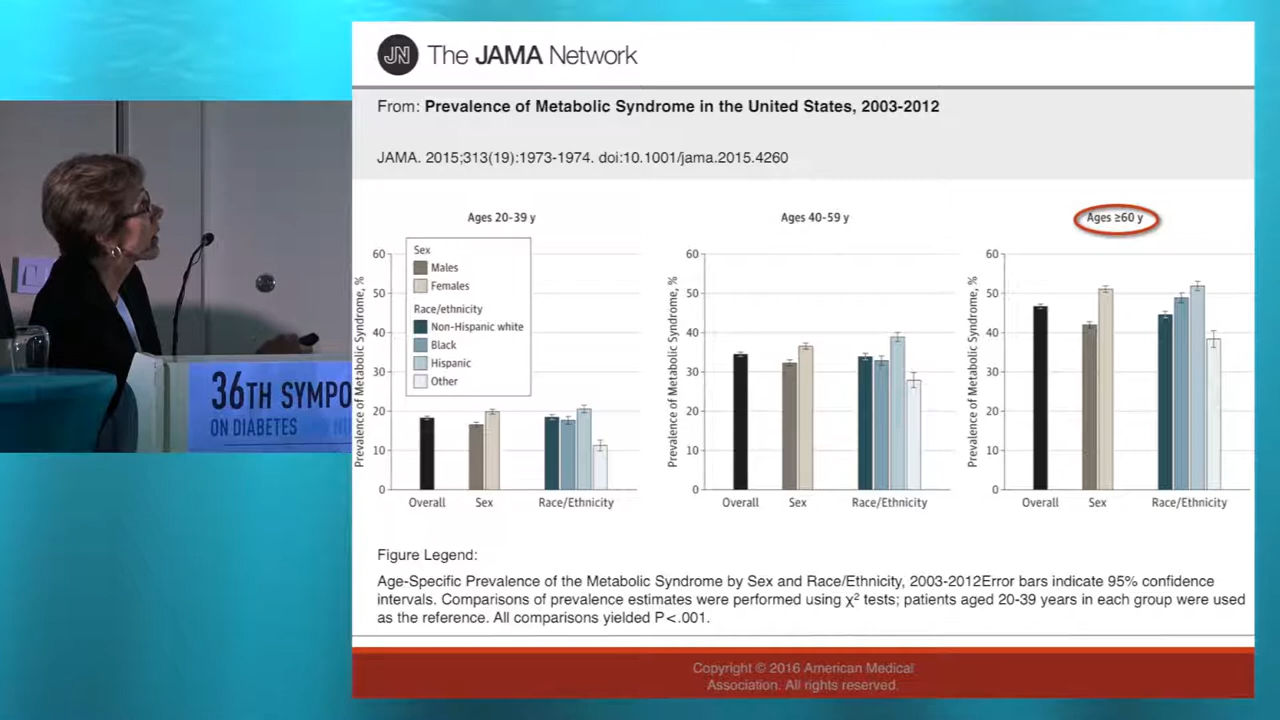 JN The JAMA Network
From: Prevalence of Metabolic Syndrome in the United States, 2003-2012
JAMA. 2015;313(19):1973-1974. doi:10.1001/jama.2015.4260
Ages 20-39 y
Prevalence of Metabolic Syndrome, %
60
50
40
30
20
10
0
Sex
Males
Females
Race/ethnicity
Non-Hispanic white
Black
Hispanic
Other
Overall Sex Race/Ethnicity
Ages 40-59 y
Prevalence of Metabolic Syndrome, %
60
50
40
30
20
10
0
Overall Sex Race/Ethnicity
Ages ≥60 y
Prevalence of Metabolic Syndrome, %
60
50
40
30
20
10
0
Overall Sex Race/Ethnicity
Figure Legend:
Age-Specific Prevalence of the Metabolic Syndrome by Sex and Race/Ethnicity, 2003-2012Error bars indicate 95% confidence
intervals. Comparisons of prevalence estimates were performed using χ² tests; patients aged 20-39 years in each group were used
as the reference. All comparisons yielded P<.001.
Copyright © 2016 American Medical
Association. All rights reserved.
36TH SYMPO
ON DIABETES